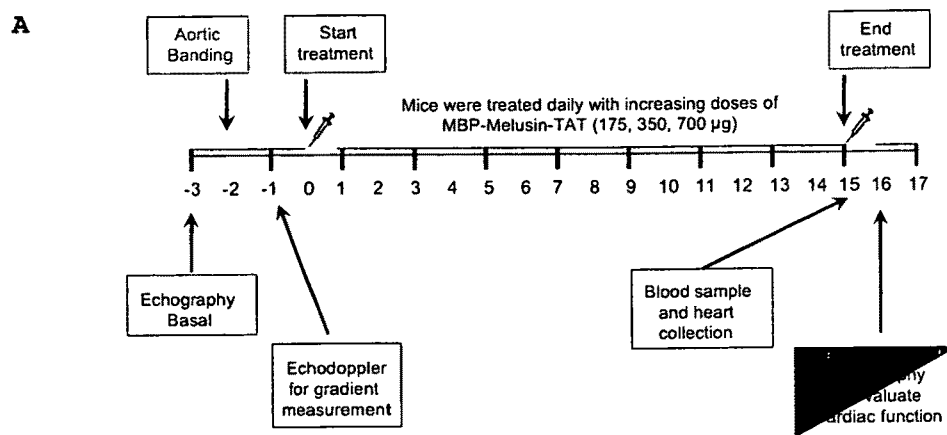 A
Aortic
Banding
Start
treatment
End
treatment
Mice were treated daily with increasing doses of
MBP-Melusin-TAT (175, 350, 700 µg)
-3 -2 -1 0 1 2 3 4 5 6 7 8 9 10 11 12 13 14 15 16 17
Echography
Basal
Echodoppler
for gradient
measurement
Blood sample
and heart
collection
function